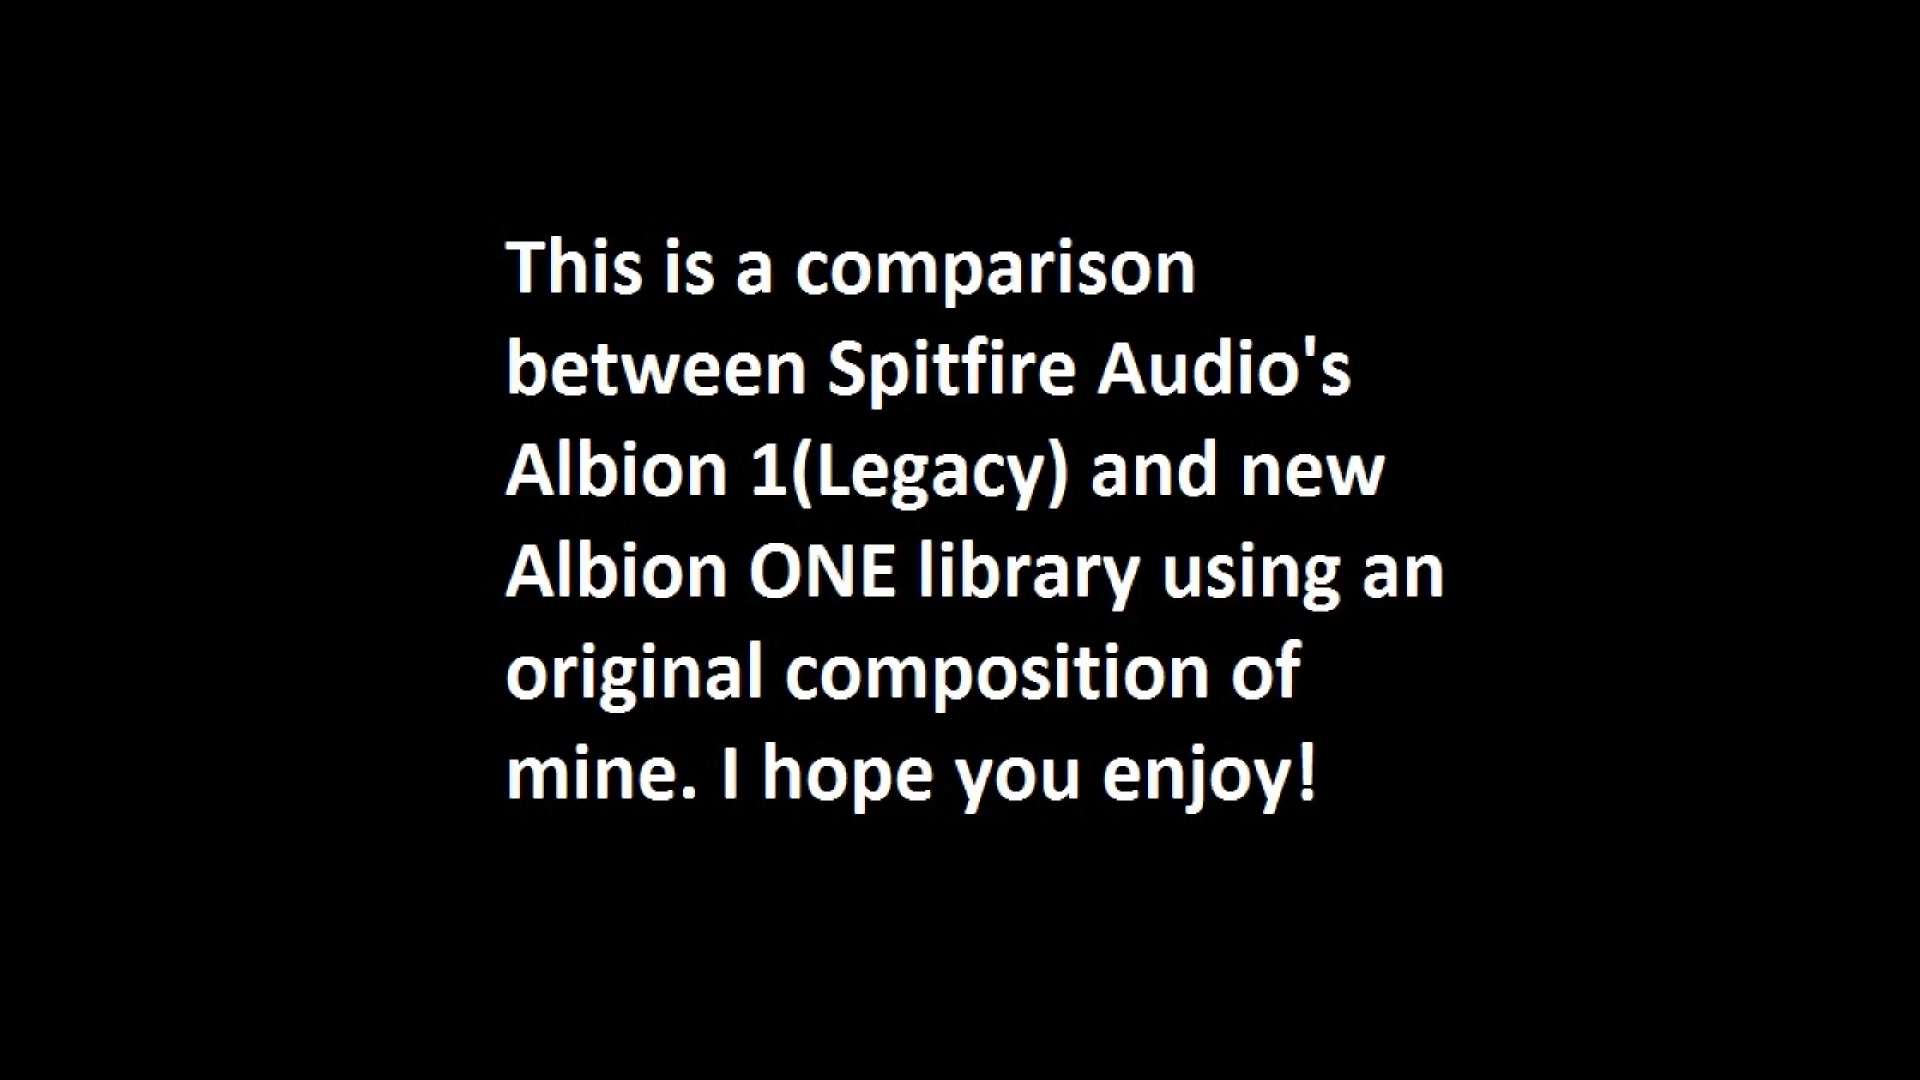 This is a comparison
between Spitfire Audio's
Albion 1(Legacy) and new
Albion ONE library using an
original composition of
mine. I hope you enjoy!